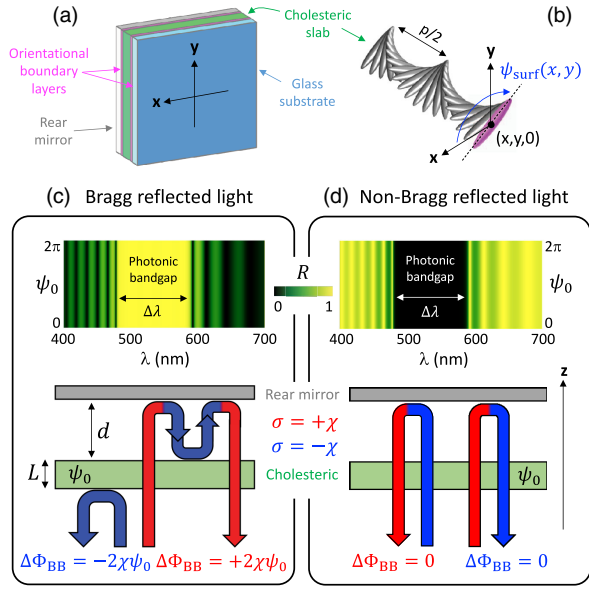 (a)
Cholesteric
slab
(b)
Orientational
boundary
layers
Rear
mirror
y
x
Glass
substrate
p/2
y
ψsurf(x, y)
(x,y,0)
x
(c) Bragg reflected light
(d) Non-Bragg reflected light
2π
ψ0
0
Photonic
bandgap
Δλ
400 500 600 700
λ (nm)
R
0 1
Photonic
bandgap
Δλ
2π
ψ0
0
400 500 600 700
λ (nm)
Rear mirror
d
σ = +χ
σ = −χ
L
ψ0
Cholesteric
ψ0
z
ΔΦBB = −2χψ0
ΔΦBB = +2χψ0
ΔΦBB = 0
ΔΦBB = 0